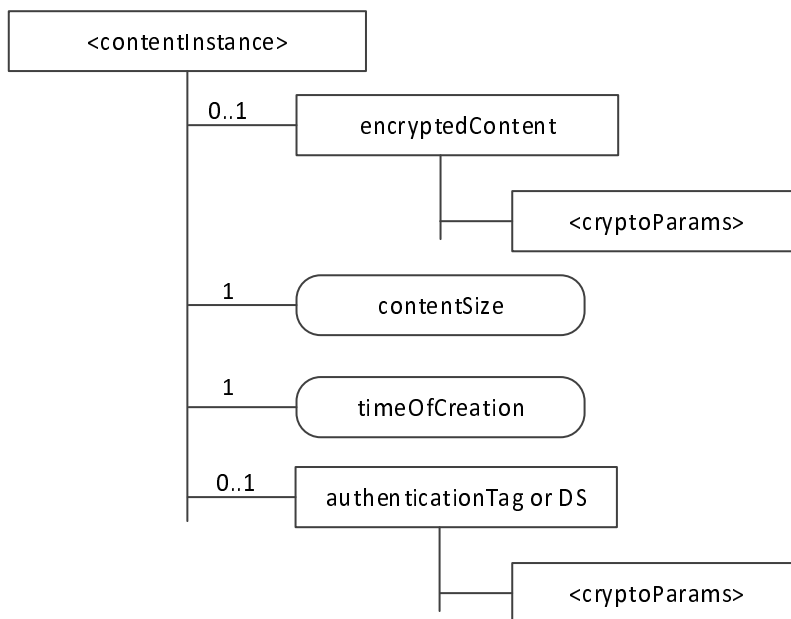 <contentInstance>
0..1
encryptedContent
<cryptoParams>
1
contentSize
1
timeOfCreation
0..1
authenticationTag or DS
<cryptoParams>